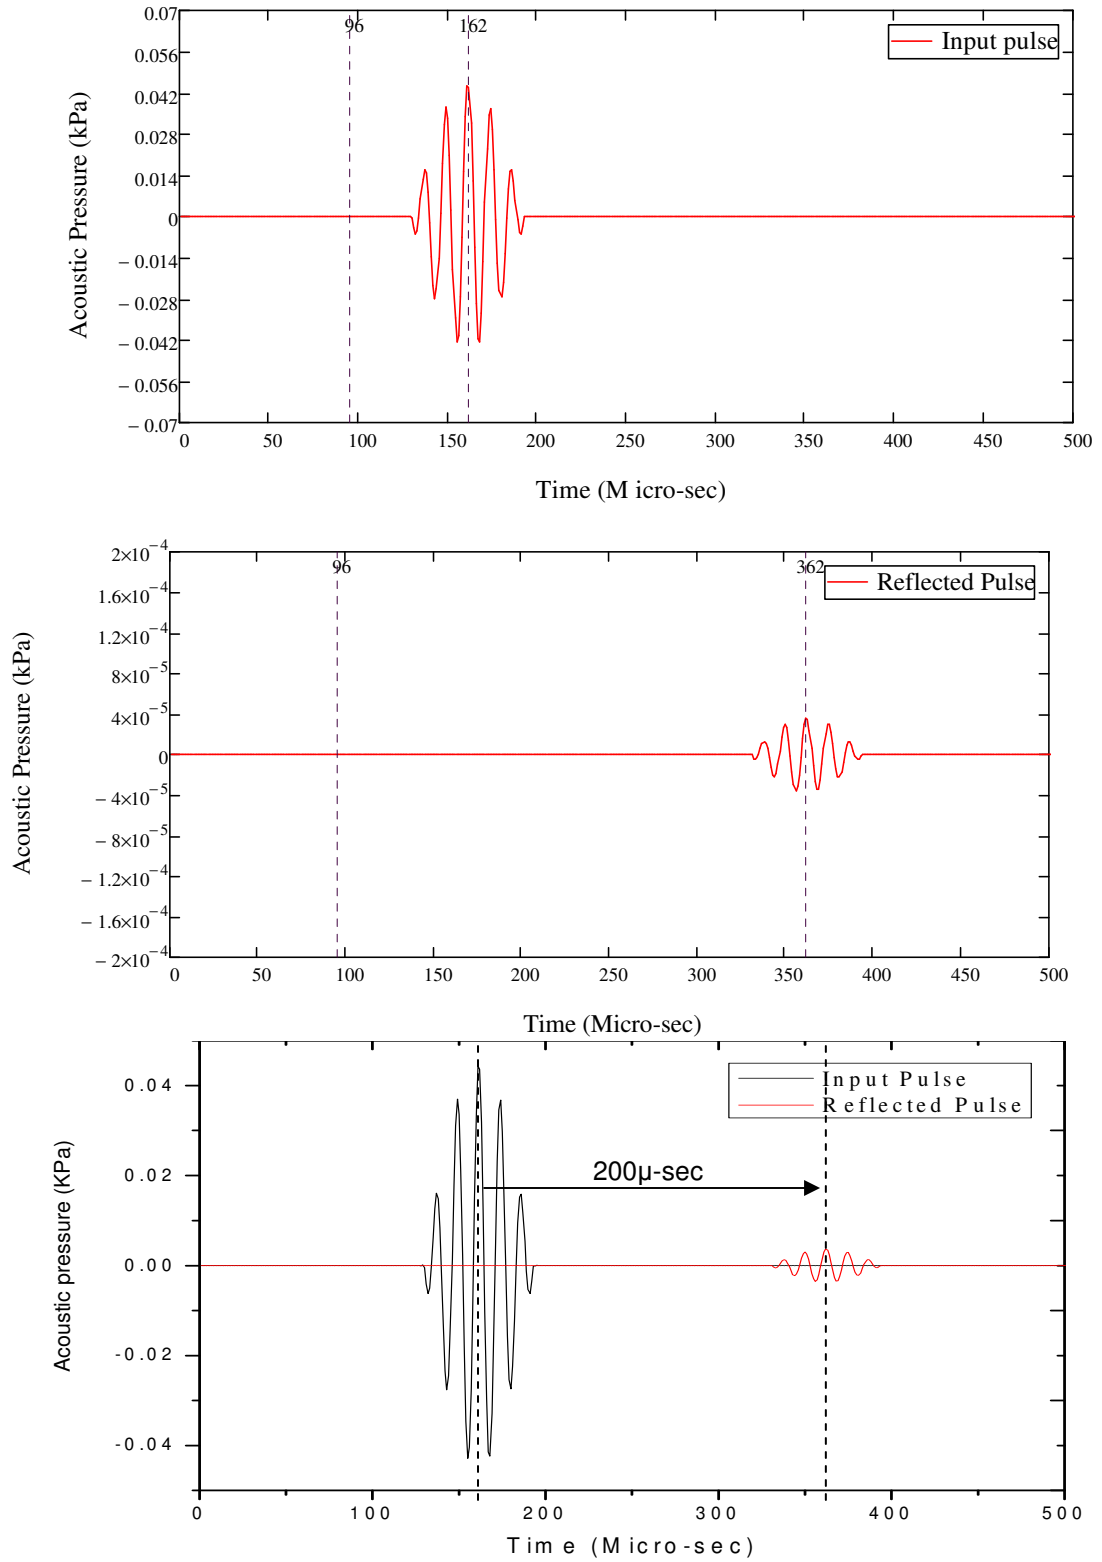 0.07
96
162
Input pulse
0.056
0.042
0.028
0.014
0
− 0.014
− 0.028
− 0.042
− 0.056
− 0.07
Acoustic Pressure (kPa)
0 50 100 150 200 250 300 350 400 450 500
Time (M icro-sec)
2×10⁻⁴
96
362
Reflected Pulse
1.6×10⁻⁴
1.2×10⁻⁴
8×10⁻⁵
4×10⁻⁵
0
− 4×10⁻⁵
− 8×10⁻⁵
− 1.2×10⁻⁴
− 1.6×10⁻⁴
− 2×10⁻⁴
Acoustic Pressure (kPa)
0 50 100 150 200 250 300 350 400 450 500
Time (Micro-sec)
Input Pulse
Reflected Pulse
0.04
0.02
0.00
-0.02
-0.04
200μ-sec
Acoustic pressure (KPa)
0 100 200 300 400 500
Time (Micro-sec)